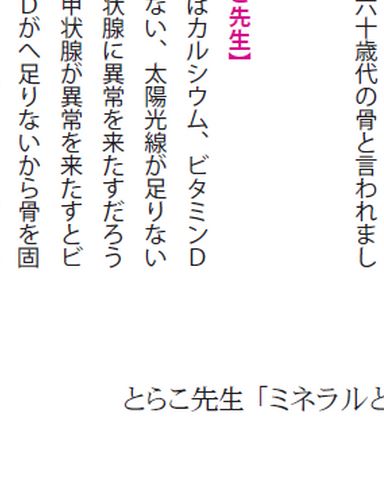 六十歳代の骨と言われまし
先生】
はカルシウム、ビタミンD
ない、太陽光線が足りない
状腺に異常を来たすだろう
甲状腺が異常を来たすとビ
Dがへ足りないから骨を固
とらこ先生「ミネラルと